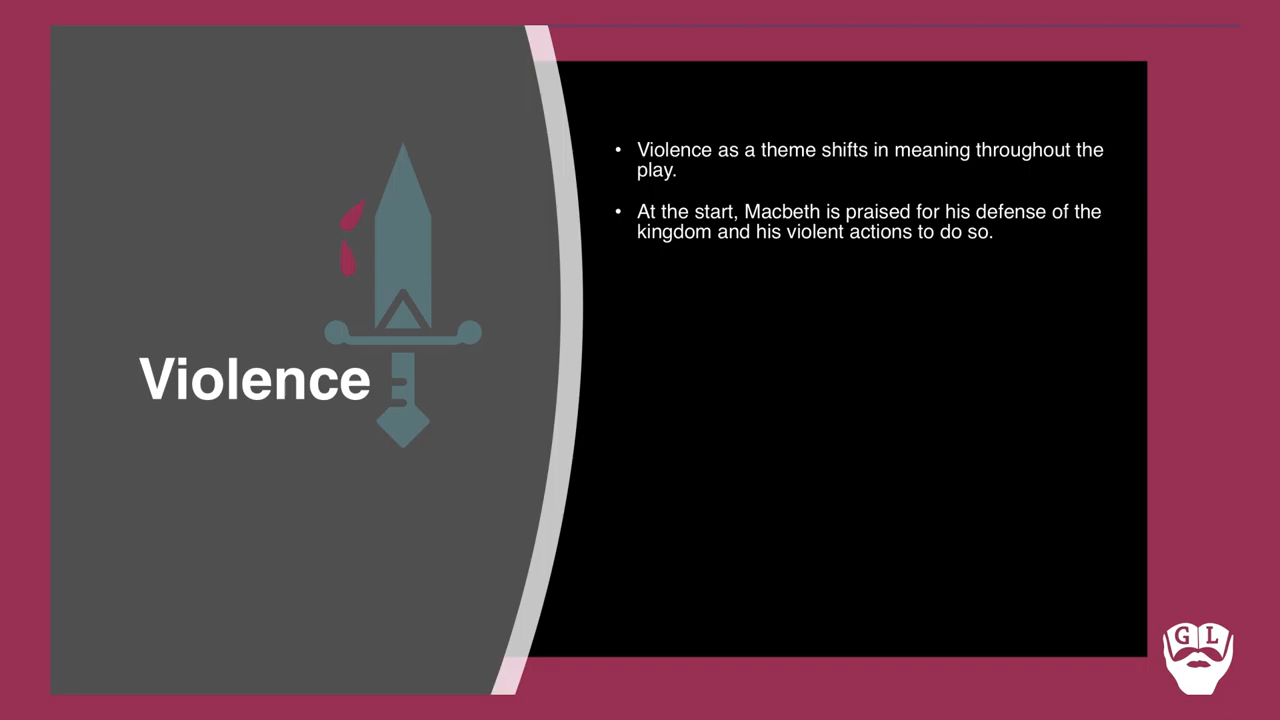 Violence
• Violence as a theme shifts in meaning throughout the
play.
• At the start, Macbeth is praised for his defense of the
kingdom and his violent actions to do so.
G L